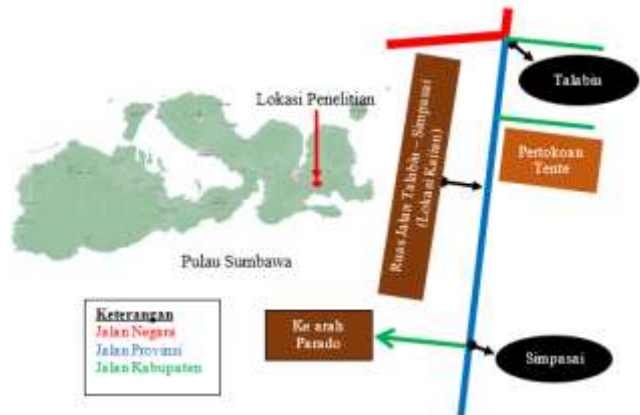 Lokasi Penelitian
Pulau Sumbawa
Keterangan
Jalan Negara
Jalan Provinsi
Jalan Kabupaten
Ruas Jalan Talabiu – Simpasai
(Lokasi Kajian)
Talabiu
Pertokoan
Tente
Ke arah
Parado
Simpasai